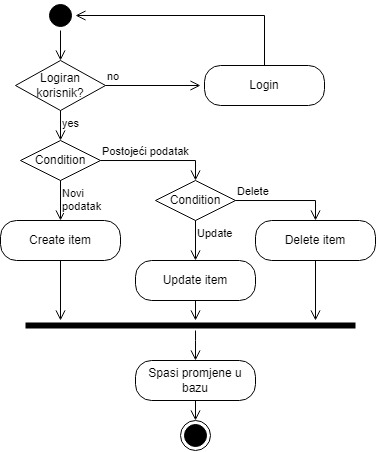 Logiran
korisnik?
no
Login
yes
Condition
Postojeći podatak
Novi
podatak
Condition
Delete
Update
Create item
Delete item
Update item
Spasi promjene u
bazu